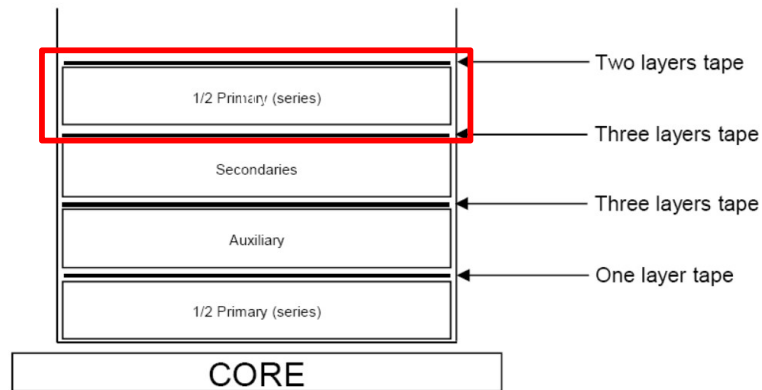 Two layers tape
1/2 Primary (series)
Three layers tape
Secondaries
Three layers tape
Auxiliary
One layer tape
1/2 Primary (series)
CORE